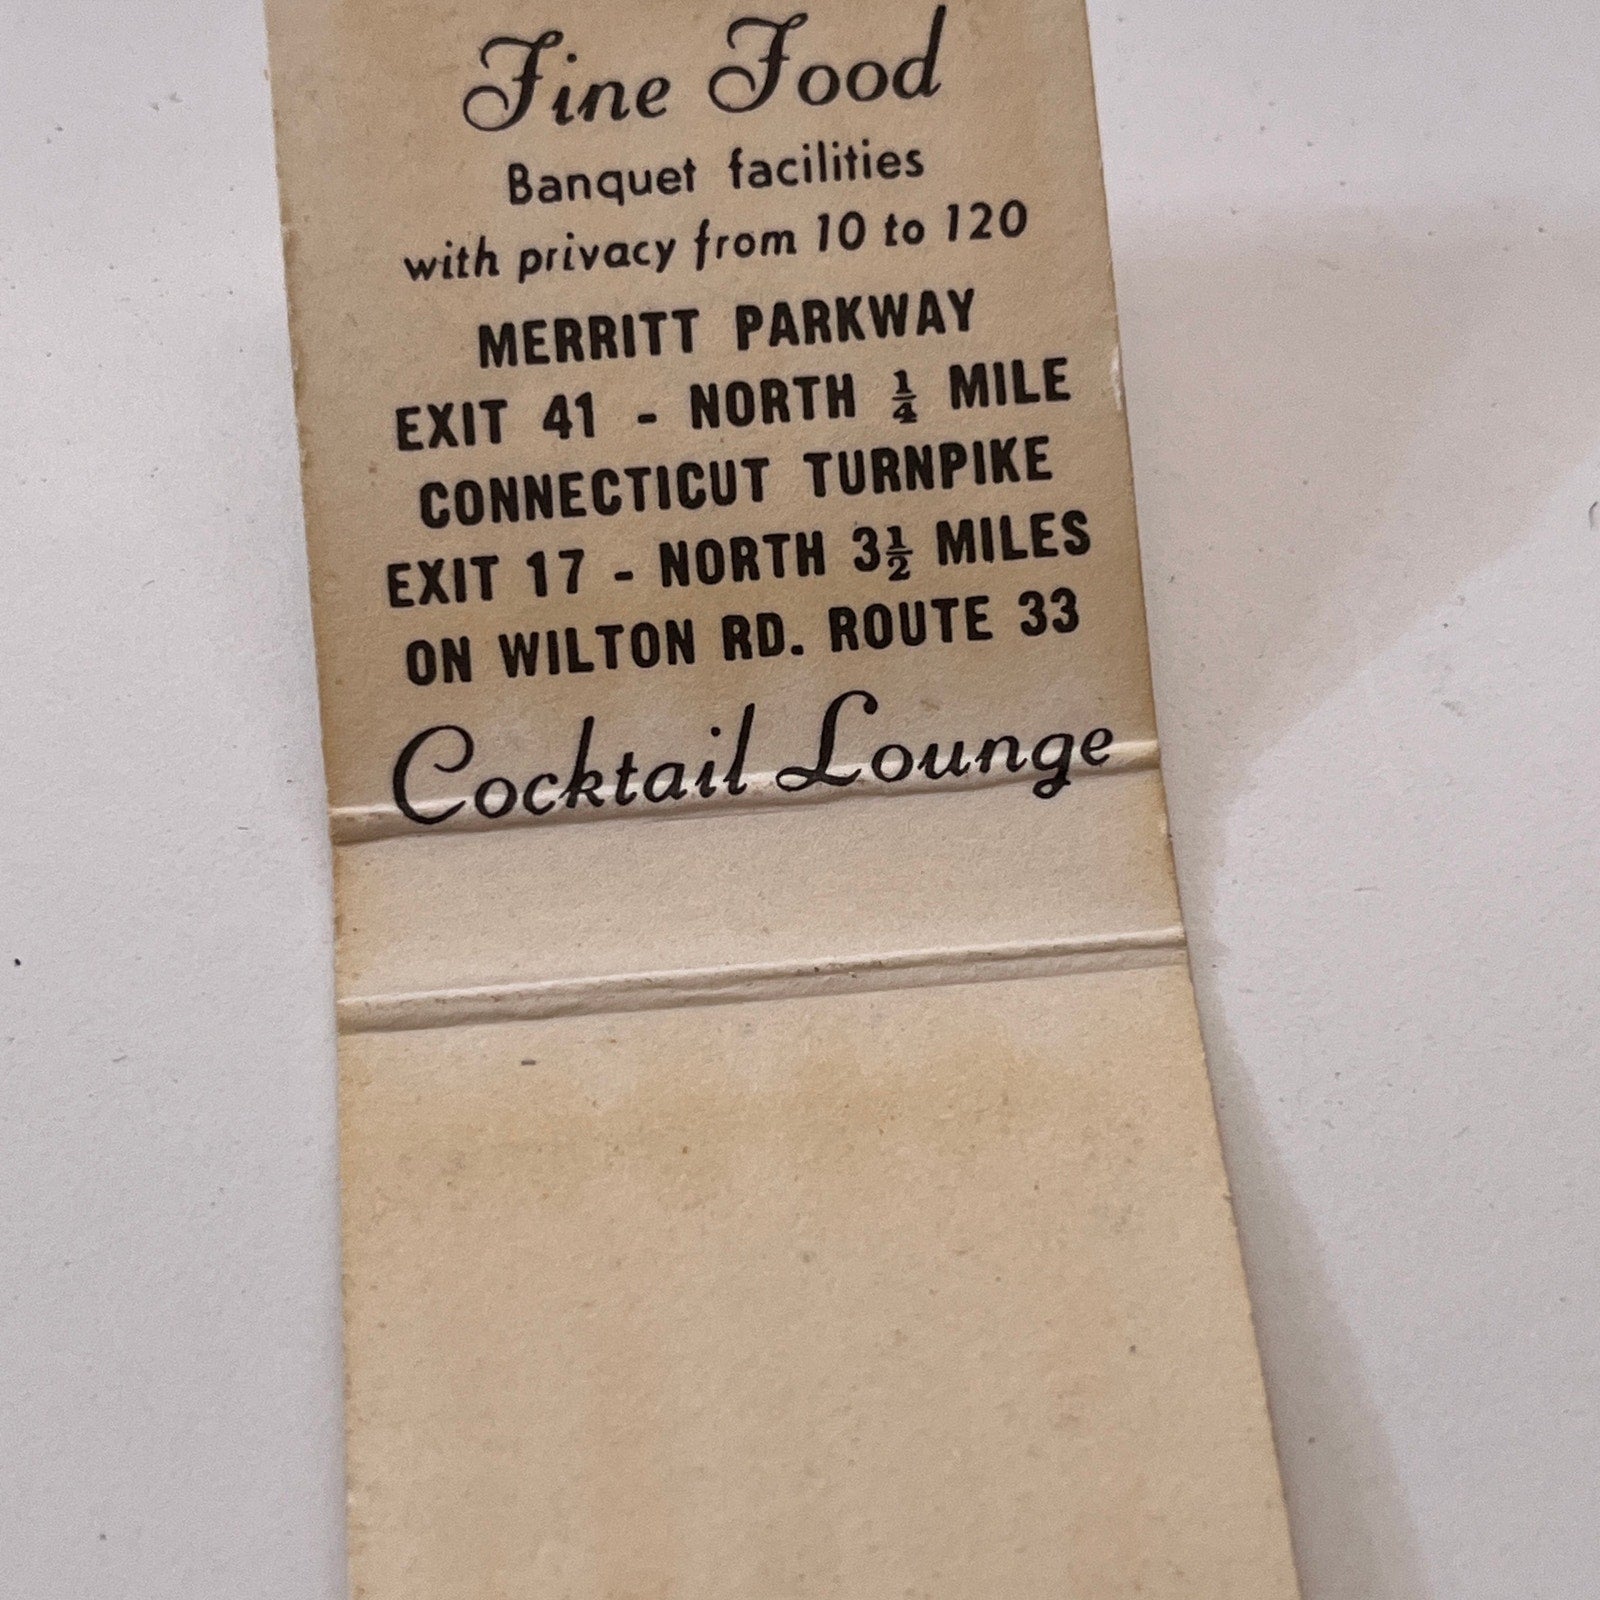 Fine Food
Banquet facilities
with privacy from 10 to 120
MERRITT PARKWAY
EXIT 41 - NORTH ¼ MILE
CONNECTICUT TURNPIKE
EXIT 17 - NORTH 3½ MILES
ON WILTON RD. ROUTE 33
Cocktail Lounge